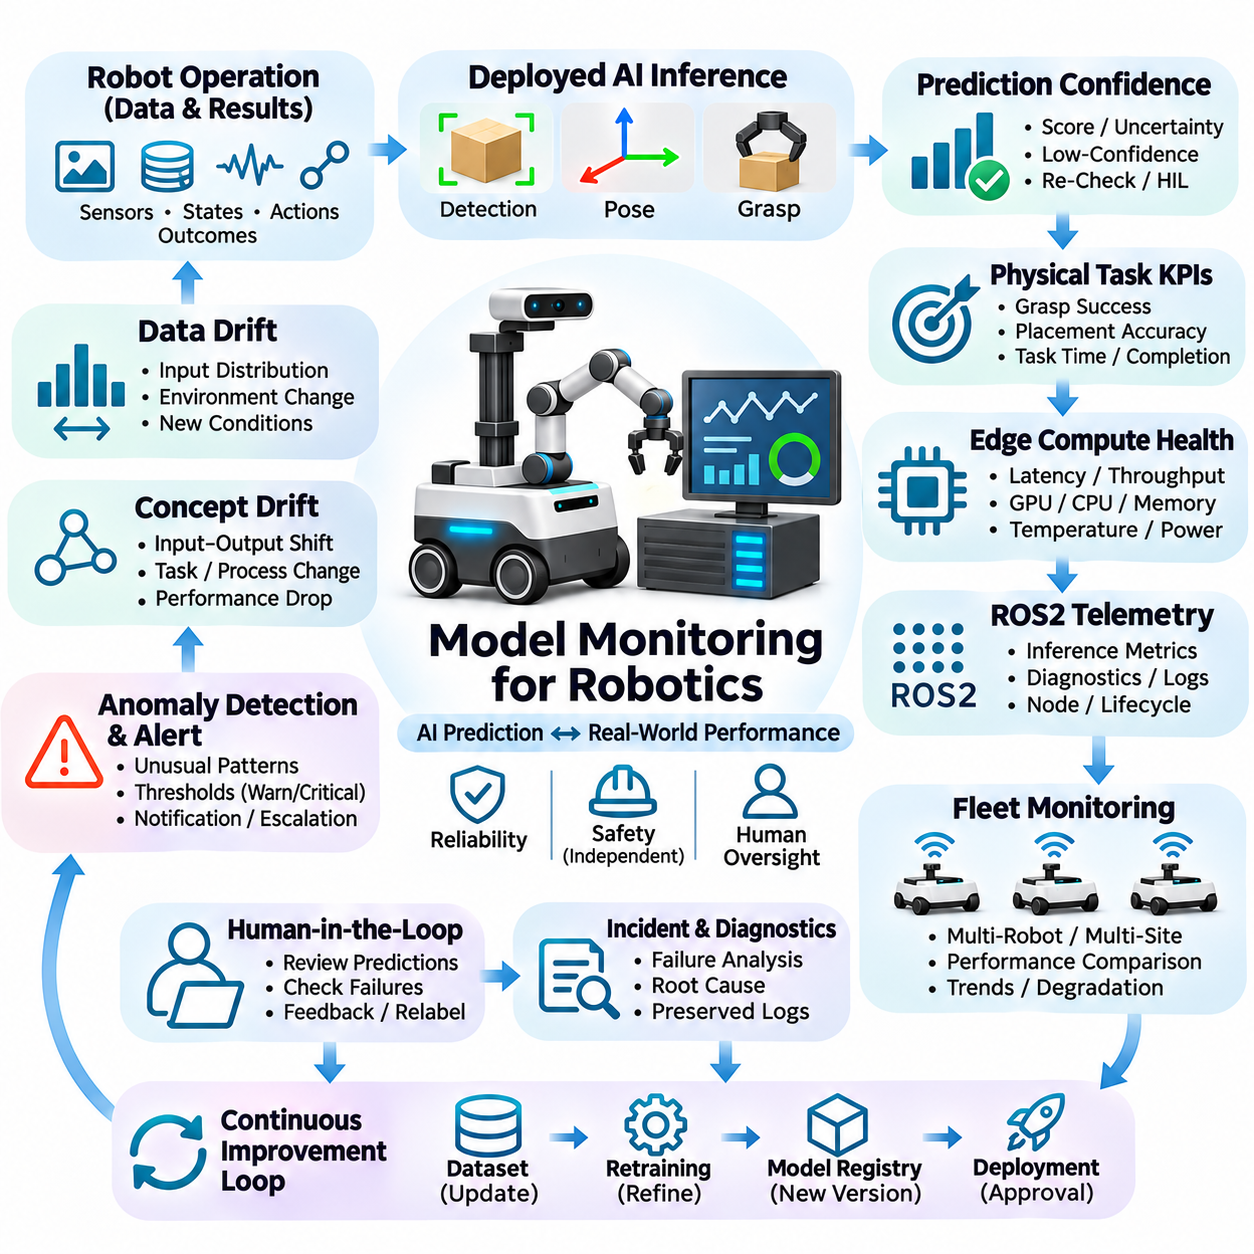 Robot Operation
(Data & Results)
Sensors • States • Actions
Outcomes
Deployed AI Inference
Detection
Pose
Grasp
Prediction Confidence
• Score / Uncertainty
• Low-Confidence
• Re-Check / HIL
Physical Task KPIs
• Grasp Success
• Placement Accuracy
• Task Time / Completion
Edge Compute Health
• Latency / Throughput
• GPU / CPU / Memory
• Temperature / Power
ROS2 Telemetry
ROS2
• Inference Metrics
• Diagnostics / Logs
• Node / Lifecycle
Fleet Monitoring
• Multi-Robot / Multi-Site
• Performance Comparison
• Trends / Degradation
Data Drift
• Input Distribution
• Environment Change
• New Conditions
Concept Drift
• Input-Output Shift
• Task / Process Change
• Performance Drop
Anomaly Detection
& Alert
• Unusual Patterns
• Thresholds (Warn/Critical)
• Notification / Escalation
Model Monitoring
for Robotics
AI Prediction ↔ Real-World Performance
Reliability
Safety
(Independent)
Human
Oversight
Human-in-the-Loop
• Review Predictions
• Check Failures
• Feedback / Relabel
Incident & Diagnostics
• Failure Analysis
• Root Cause
• Preserved Logs
Continuous
Improvement
Loop
Dataset
(Update)
Retraining
(Refine)
Model Registry
(New Version)
Deployment
(Approval)